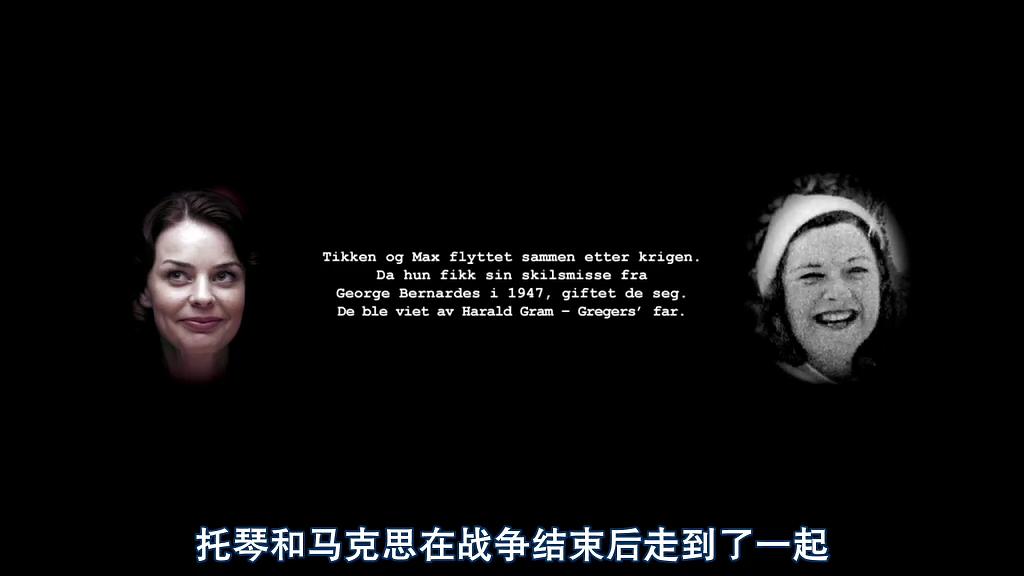 Tikken og Max flyttet sammen etter krigen.
Da hun fikk sin skilsmisse fra
George Bernardes i 1947, giftet de seg.
De ble viet av Harald Gram – Gregers’ far.
托琴和马克思在战争结束后走到了一起